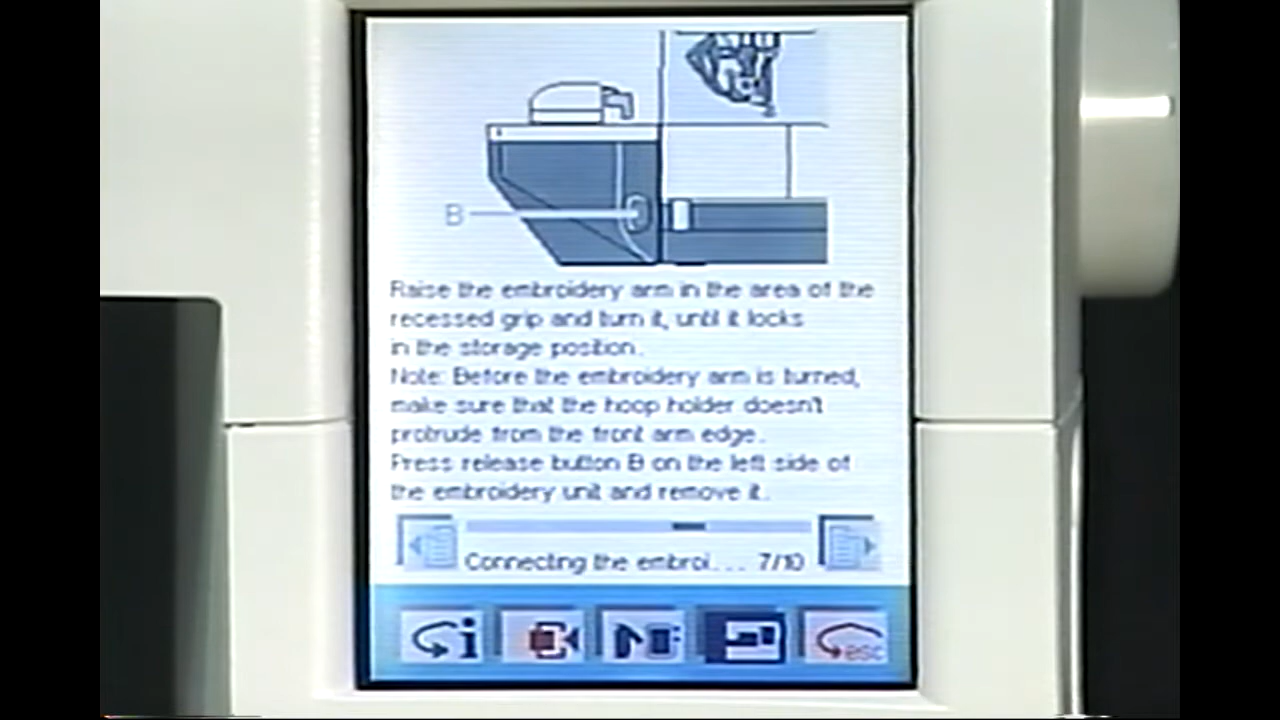 B
Raise the embroidery arm in the area of the
recessed grip and turn it, until it locks
in the storage position.
Note: Before the embroidery arm is turned,
make sure that the hoop holder doesn't
protrude from the front arm edge.
Press release button B on the left side of
the embroidery unit and remove it.
Connecting the embroi... 7/10
i
esc